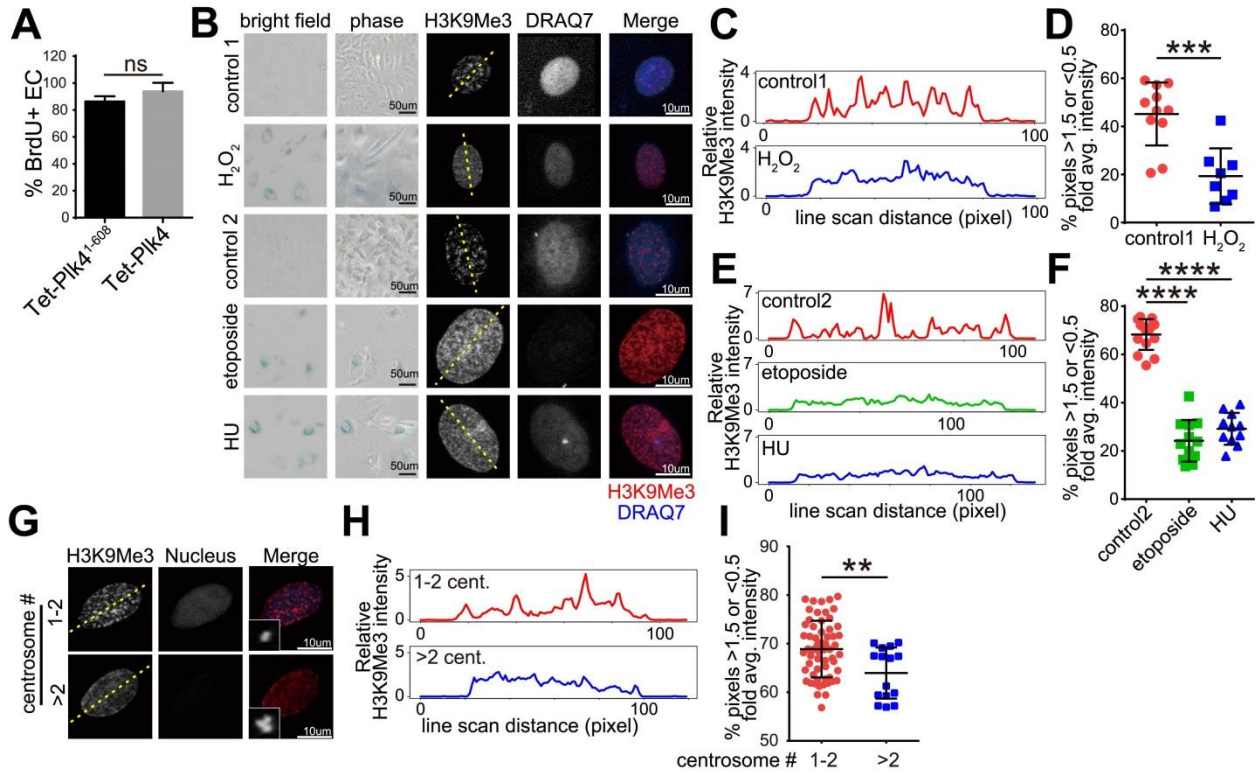 A
% BrdU+ EC
120
100
80
60
40
20
0
ns
Tet-Plk4¹⁻⁶⁰⁸
Tet-Plk4
B
bright field phase H3K9Me3 DRAQ7 Merge
control 1
50um
10um
H₂O₂
50um
10um
control 2
50um
10um
etoposide
50um
10um
HU
50um
10um
H3K9Me3
DRAQ7
C
Relative
H3K9Me3 intensity
4
control1
0
0 100
4
H₂O₂
0
0 100
line scan distance (pixel)
D
% pixels >1.5 or <0.5
fold avg. intensity
***
80
60
40
20
0
control1 H₂O₂
E
Relative
H3K9Me3 intensity
7
control2
0
0 100
7
etoposide
0
0 100
7
HU
0
0 100
line scan distance (pixel)
F
% pixels >1.5 or <0.5
fold avg. intensity
****
****
80
60
40
20
0
control2
etoposide
HU
G
H3K9Me3 Nucleus Merge
centrosome #
1-2
10um
>2
10um
H
Relative
H3K9Me3 intensity
5
1-2 cent.
0
0 100
5
>2 cent.
0
0 100
line scan distance (pixel)
I
% pixels >1.5 or <0.5
fold avg. intensity
**
90
80
70
60
50
centrosome # 1-2 >2